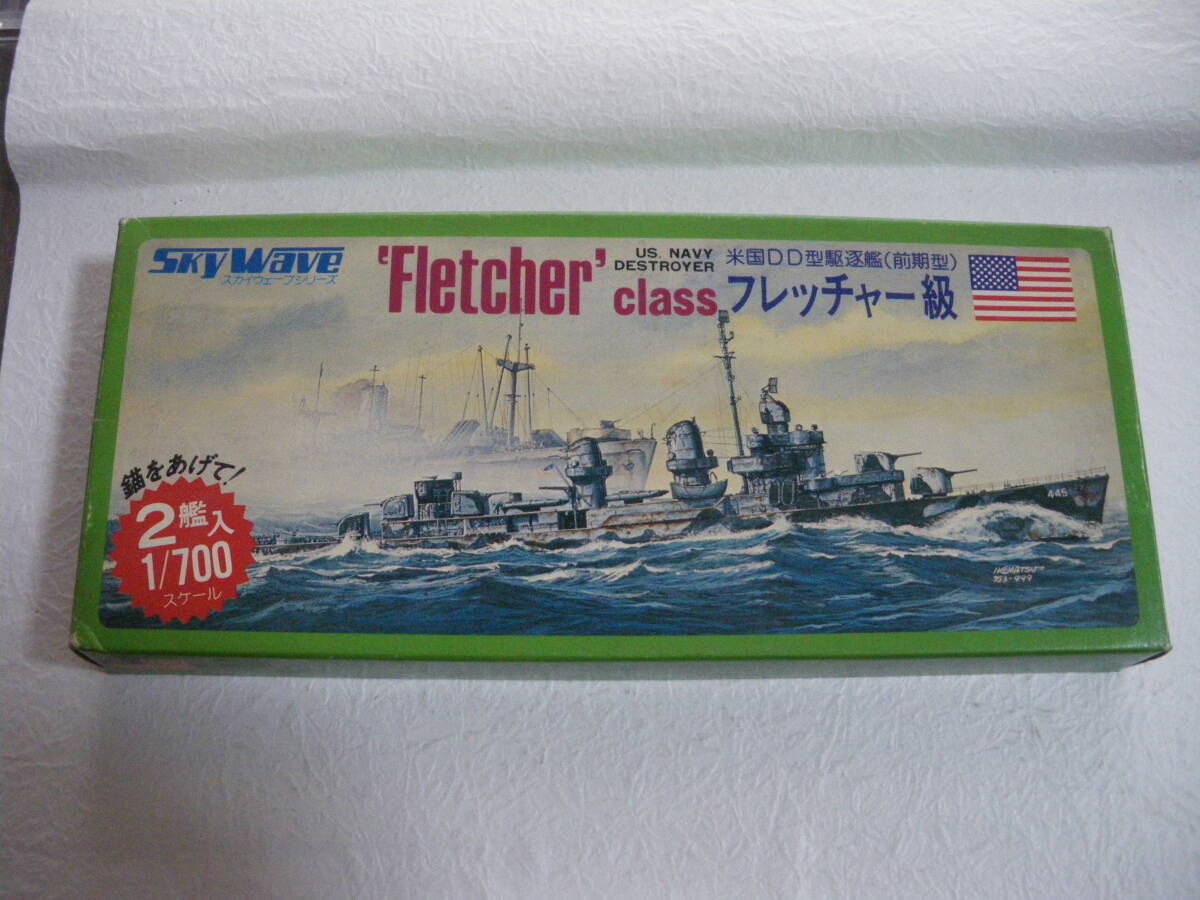 SkyWave
スカイウェーブシリーズ
'Fletcher' class
US. NAVY
DESTROYER
米国DD型駆逐艦(前期型)
フレッチャー級
錨をあげて!
2艦入
1/700
スケール
445